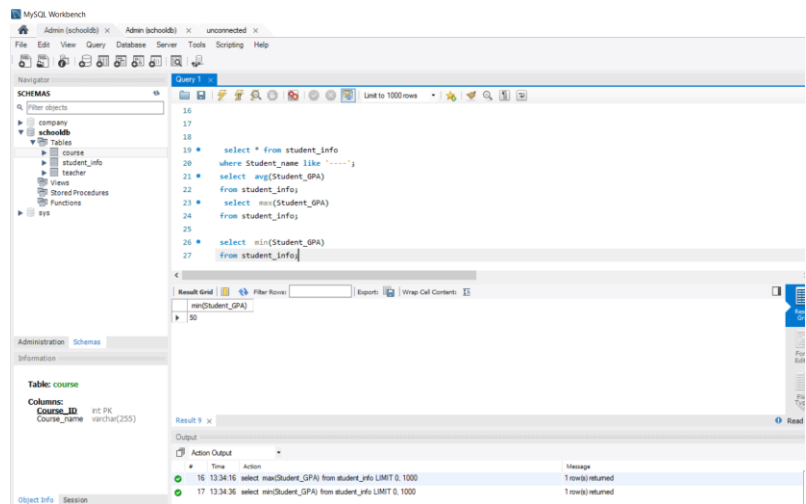 MySQL Workbench
Admin (schooldb) × Admin (schooldb) × unconnected ×
File Edit View Query Database Server Tools Scripting Help
Navigator
SCHEMAS
Filter objects
company
schooldb
Tables
course
student_info
teacher
Views
Stored Procedures
Functions
sys
Administration Schemas
Information
Table: course
Columns:
Course_ID int PK
Course_name varchar(255)
Object Info Session
Query 1 ×
Limit to 1000 rows
16
17
18
19 select * from student_info
20 where Student_name like '----';
21 select avg(Student_GPA)
22 from student_info;
23 select max(Student_GPA)
24 from student_info;
25
26 select min(Student_GPA)
27 from student_info;
Result Grid Filter Rows: Export: Wrap Cell Content:
min(Student_GPA)
50
Result 9 ×
Read
Output
Action Output
# Time Action Message
16 13:34:16 select max(Student_GPA) from student_info LIMIT 0, 1000 1 row(s) returned
17 13:34:36 select min(Student_GPA) from student_info LIMIT 0, 1000 1 row(s) returned